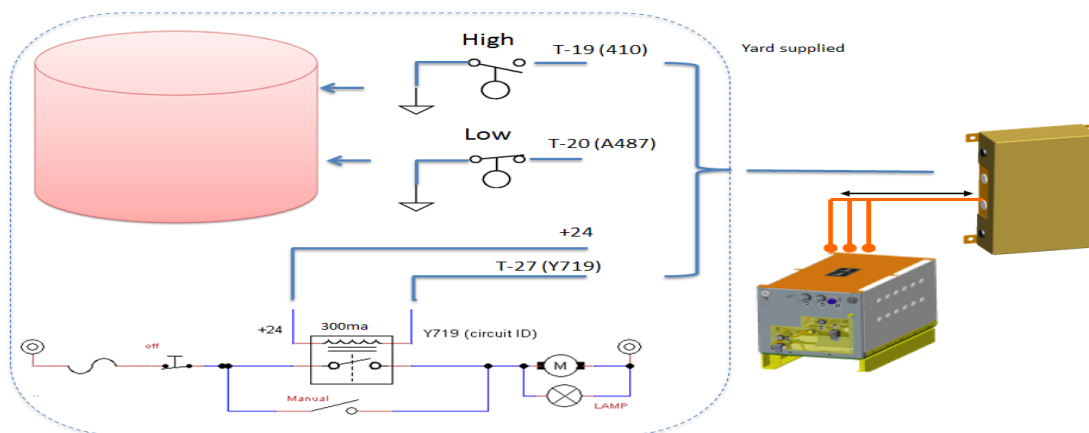 High
T-19 (410)
Yard supplied
Low
T-20 (A487)
+24
T-27 (Y719)
+24
300ma
Y719 (circuit ID)
off
M
Manual
LAMP